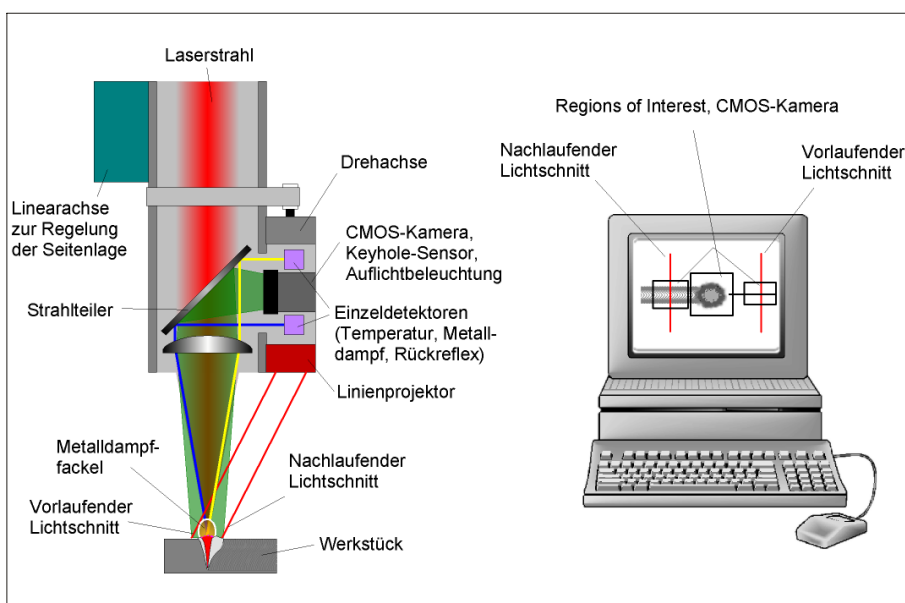 Laserstrahl
Drehachse
Linearachse
zur Regelung
der Seitenlage
CMOS-Kamera,
Keyhole-Sensor,
Auflichtbeleuchtung
Strahlteiler
Einzeldetektoren
(Temperatur, Metall-
dampf, Rückreflex)
Linienprojektor
Metalldampf-
fackel
Nachlaufender
Lichtschnitt
Vorlaufender
Lichtschnitt
Werkstück
Regions of Interest, CMOS-Kamera
Nachlaufender
Lichtschnitt
Vorlaufender
Lichtschnitt